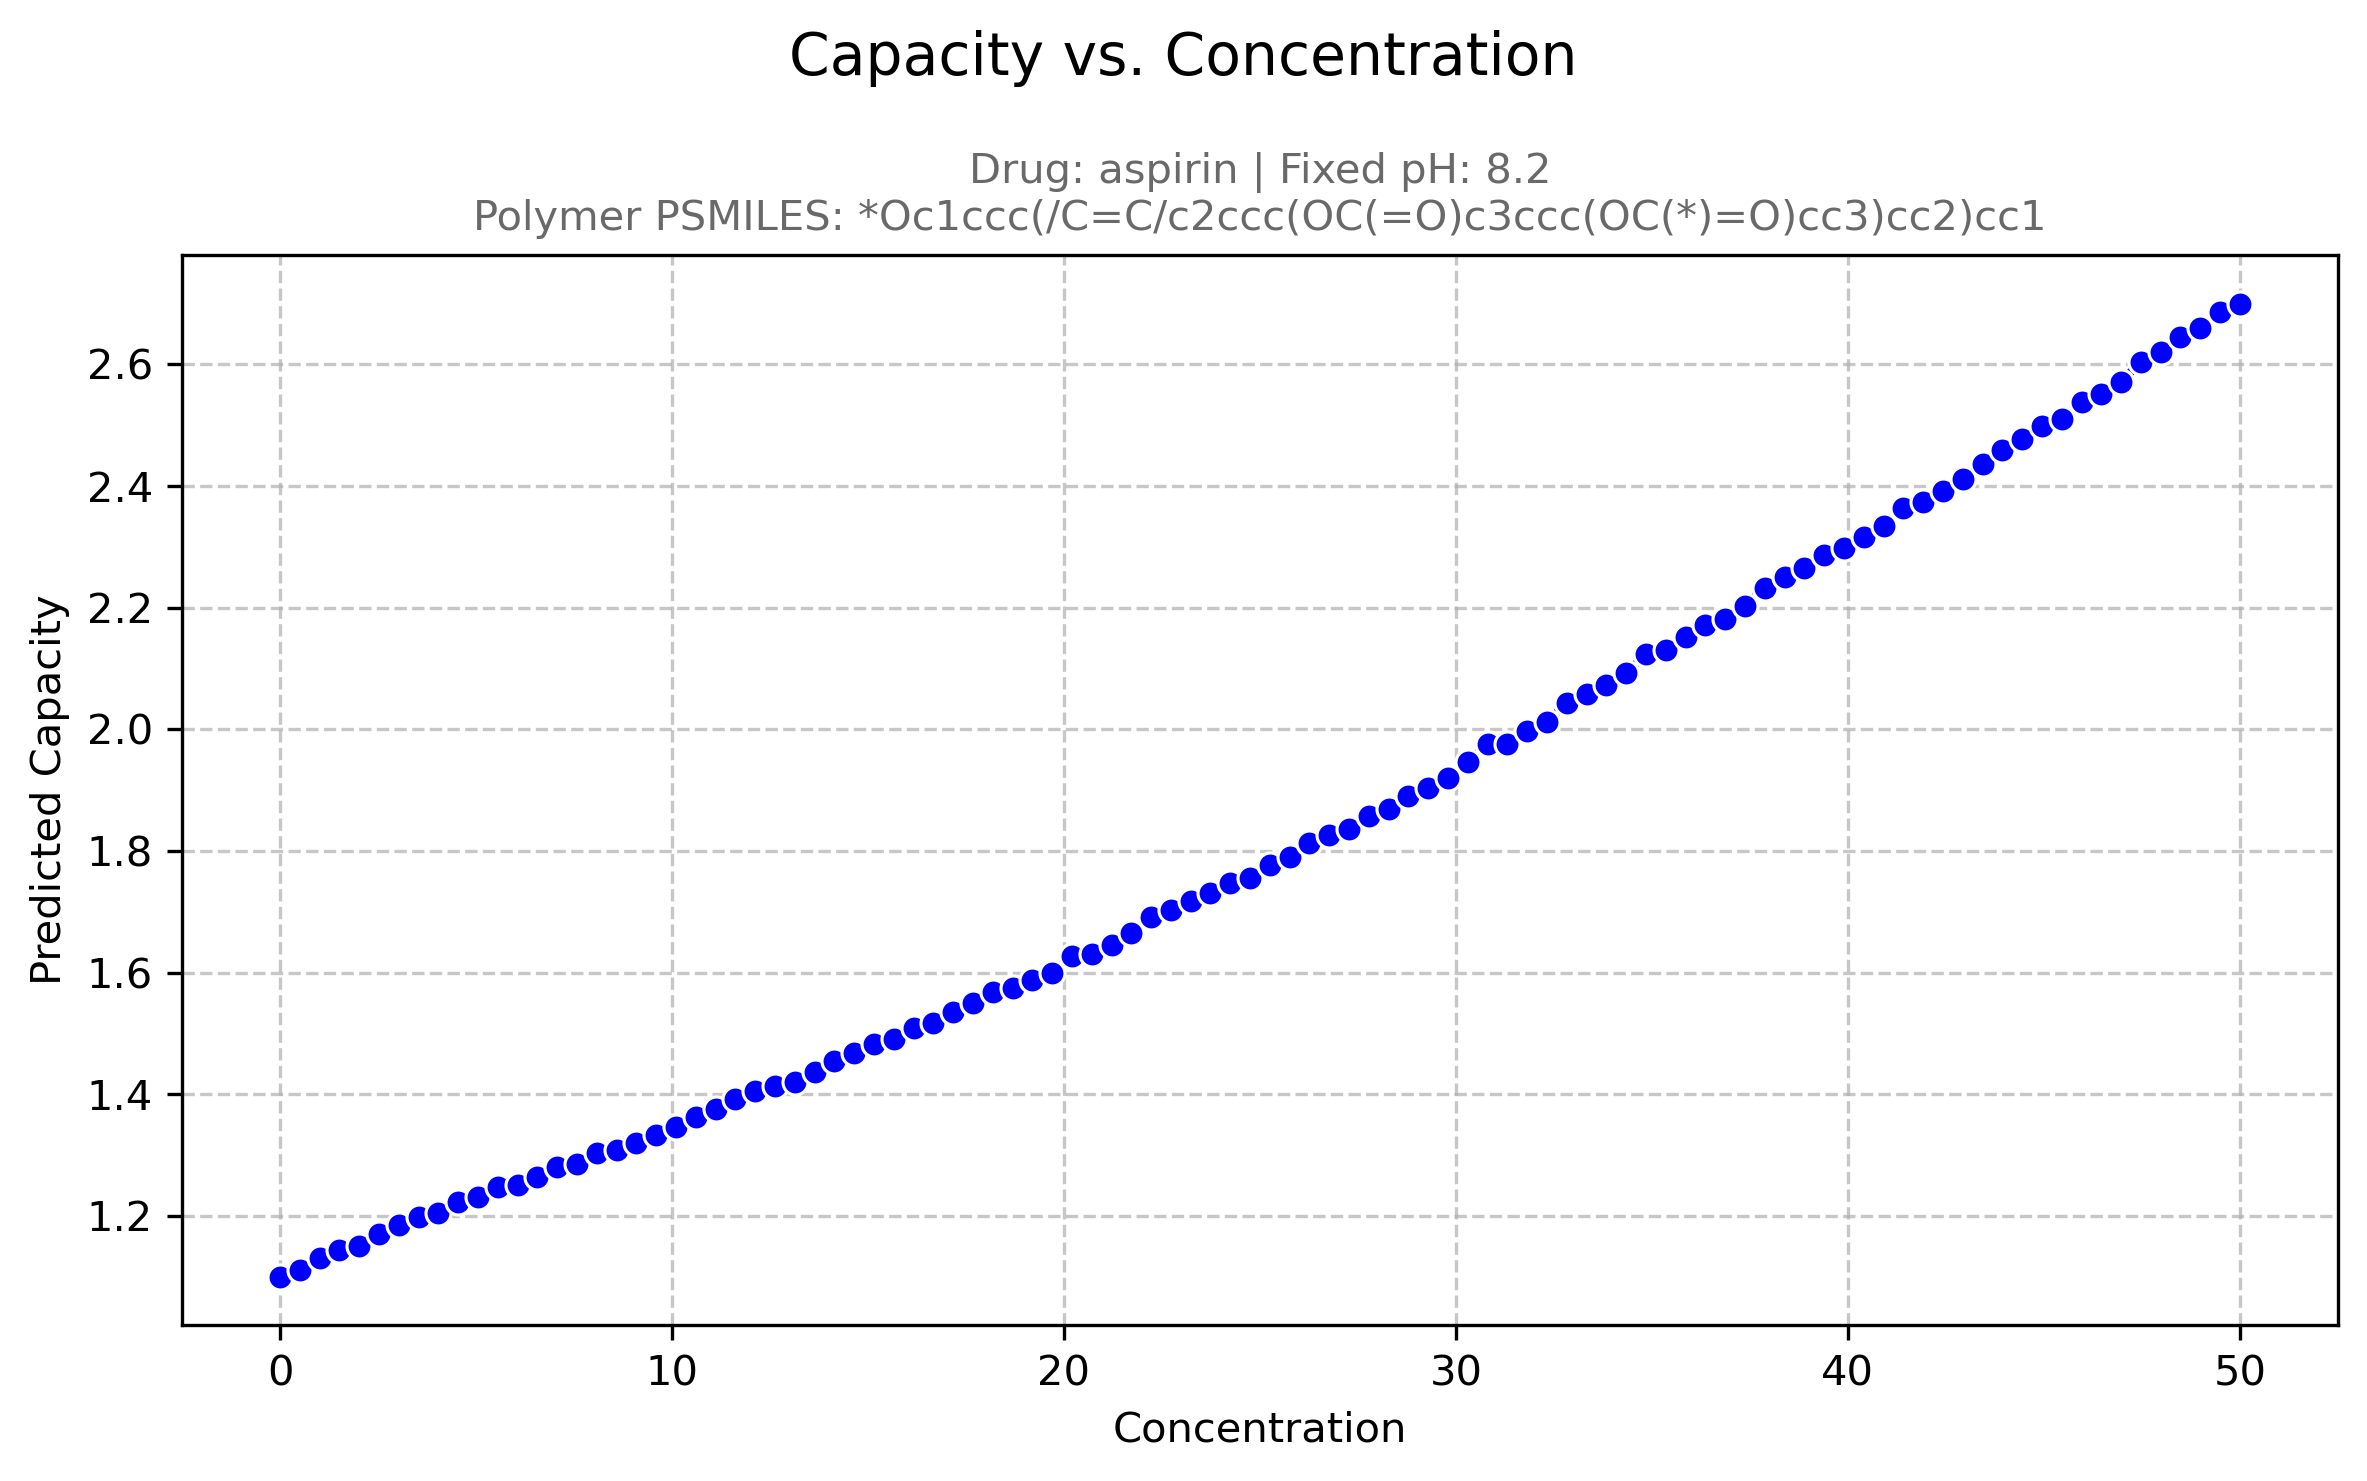 Capacity vs. Concentration
Drug: aspirin | Fixed pH: 8.2
Polymer PSMILES: *Oc1ccc(/C=C/c2ccc(OC(=O)c3ccc(OC(*)=O)cc3)cc2)cc1
Predicted Capacity
2.6
2.4
2.2
2.0
1.8
1.6
1.4
1.2
0 10 20 30 40 50
Concentration